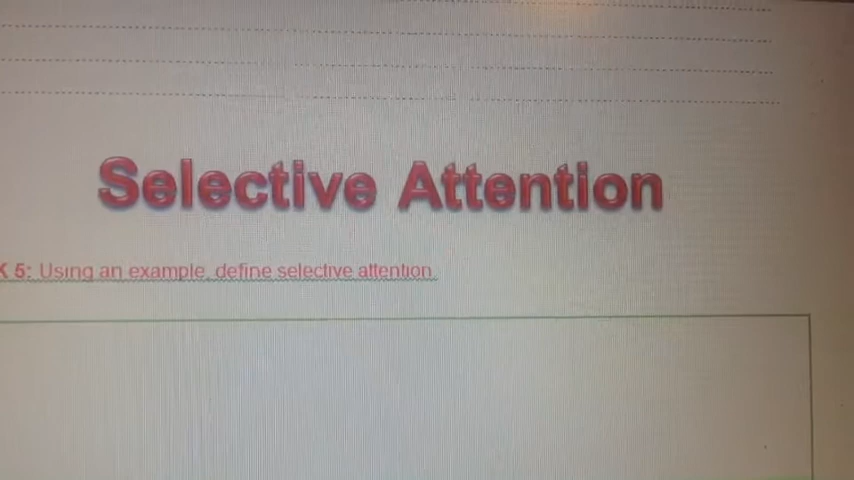 Selective Attention
K 5: Using an example, define selective attention